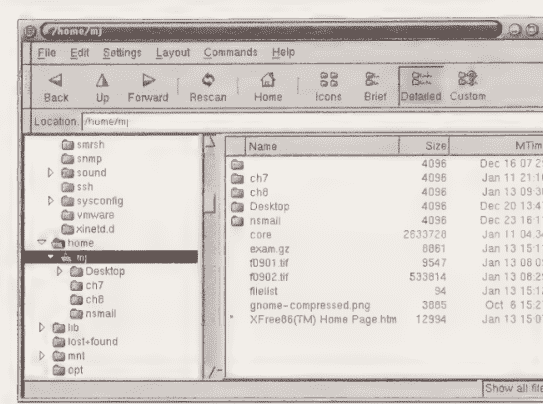 /home/mj
File Edit Settings Layout Commands Help
Back Up Forward Rescan Home Icons Brief Detailed Custom
Location: /home/mj
smrsh
snmp
sound
ssh
sysconfig
vmware
xinetd.d
home
mj
Desktop
ch7
ch8
nsmail
lib
lost+found
mnt
opt
Name Size MTim
4096 Dec 16 07:2
ch7 4096 Jan 11 21:1
ch8 4096 Jan 13 09:3
Desktop 4096 Dec 20 13:4
nsmail 4096 Dec 23 16:1
core 2633728 Jan 11 04:3
exam.gz 8861 Jan 13 15:1
f0901.tif 9547 Jan 13 08:0
f0902.tif 533814 Jan 13 08:2
filelist 94 Jan 13 15:1
gnome-compressed.png 3885 Oct 6 15:2
XFree86(TM) Home Page.htm 12994 Jan 13 15:0
Show all file